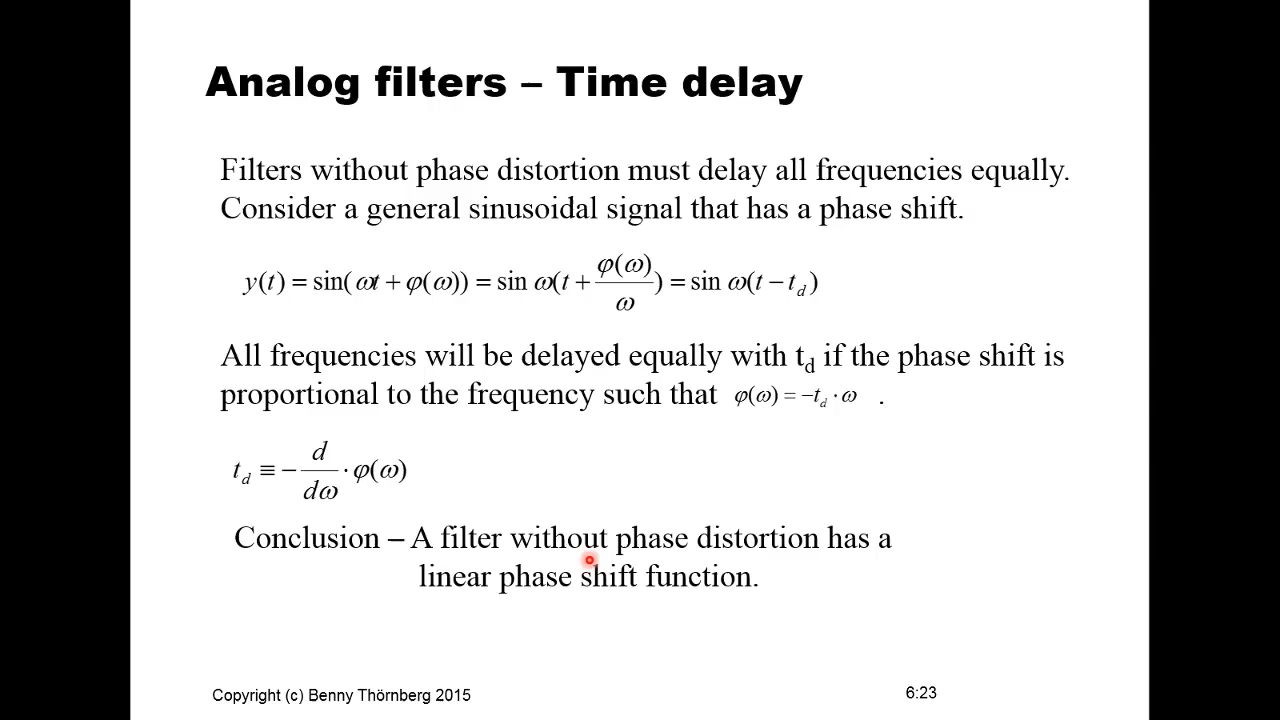 Analog filters – Time delay
Filters without phase distortion must delay all frequencies equally.
Consider a general sinusoidal signal that has a phase shift.
y(t) = sin(ωt + φ(ω)) = sin ω(t + φ(ω)/ω) = sin ω(t − t_d)
All frequencies will be delayed equally with t_d if the phase shift is
proportional to the frequency such that φ(ω) = −t_d · ω .
t_d ≡ − d/dω · φ(ω)
Conclusion – A filter without phase distortion has a
linear phase shift function.
Copyright (c) Benny Thörnberg 2015
6:23